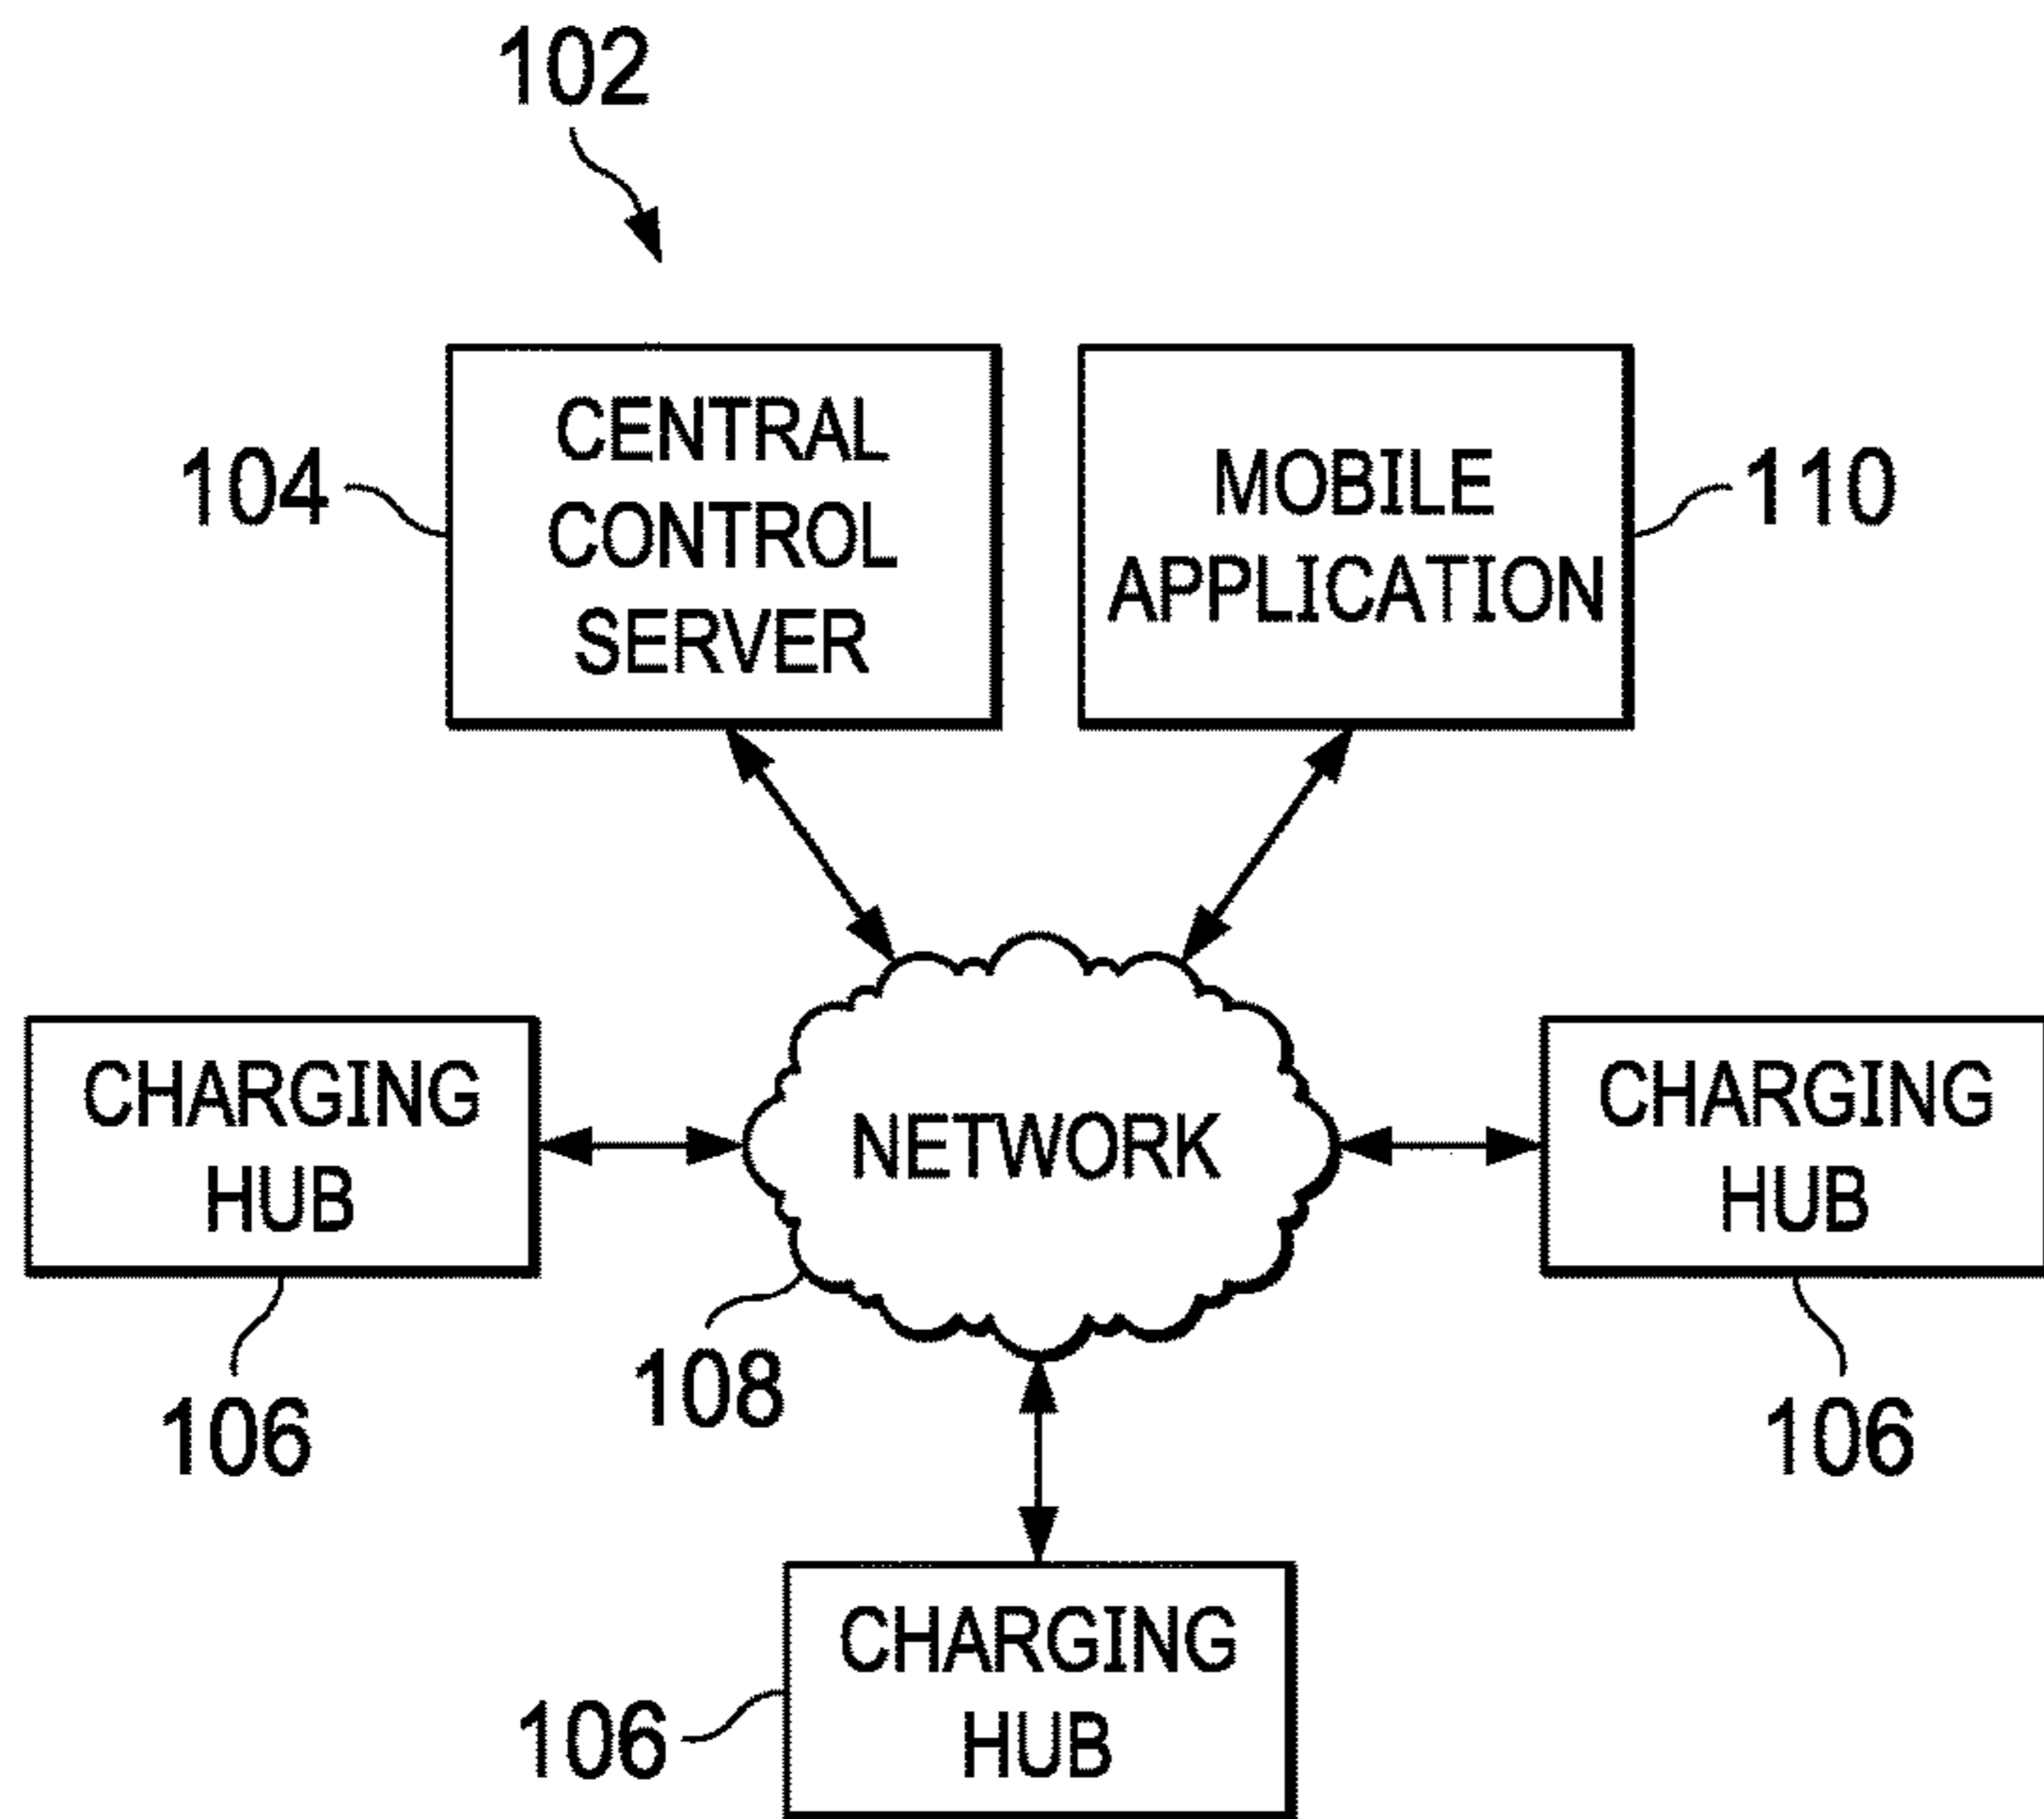 102
104
CENTRAL
CONTROL
SERVER
MOBILE
APPLICATION
110
CHARGING
HUB
106
NETWORK
108
CHARGING
HUB
106
CHARGING
HUB
106